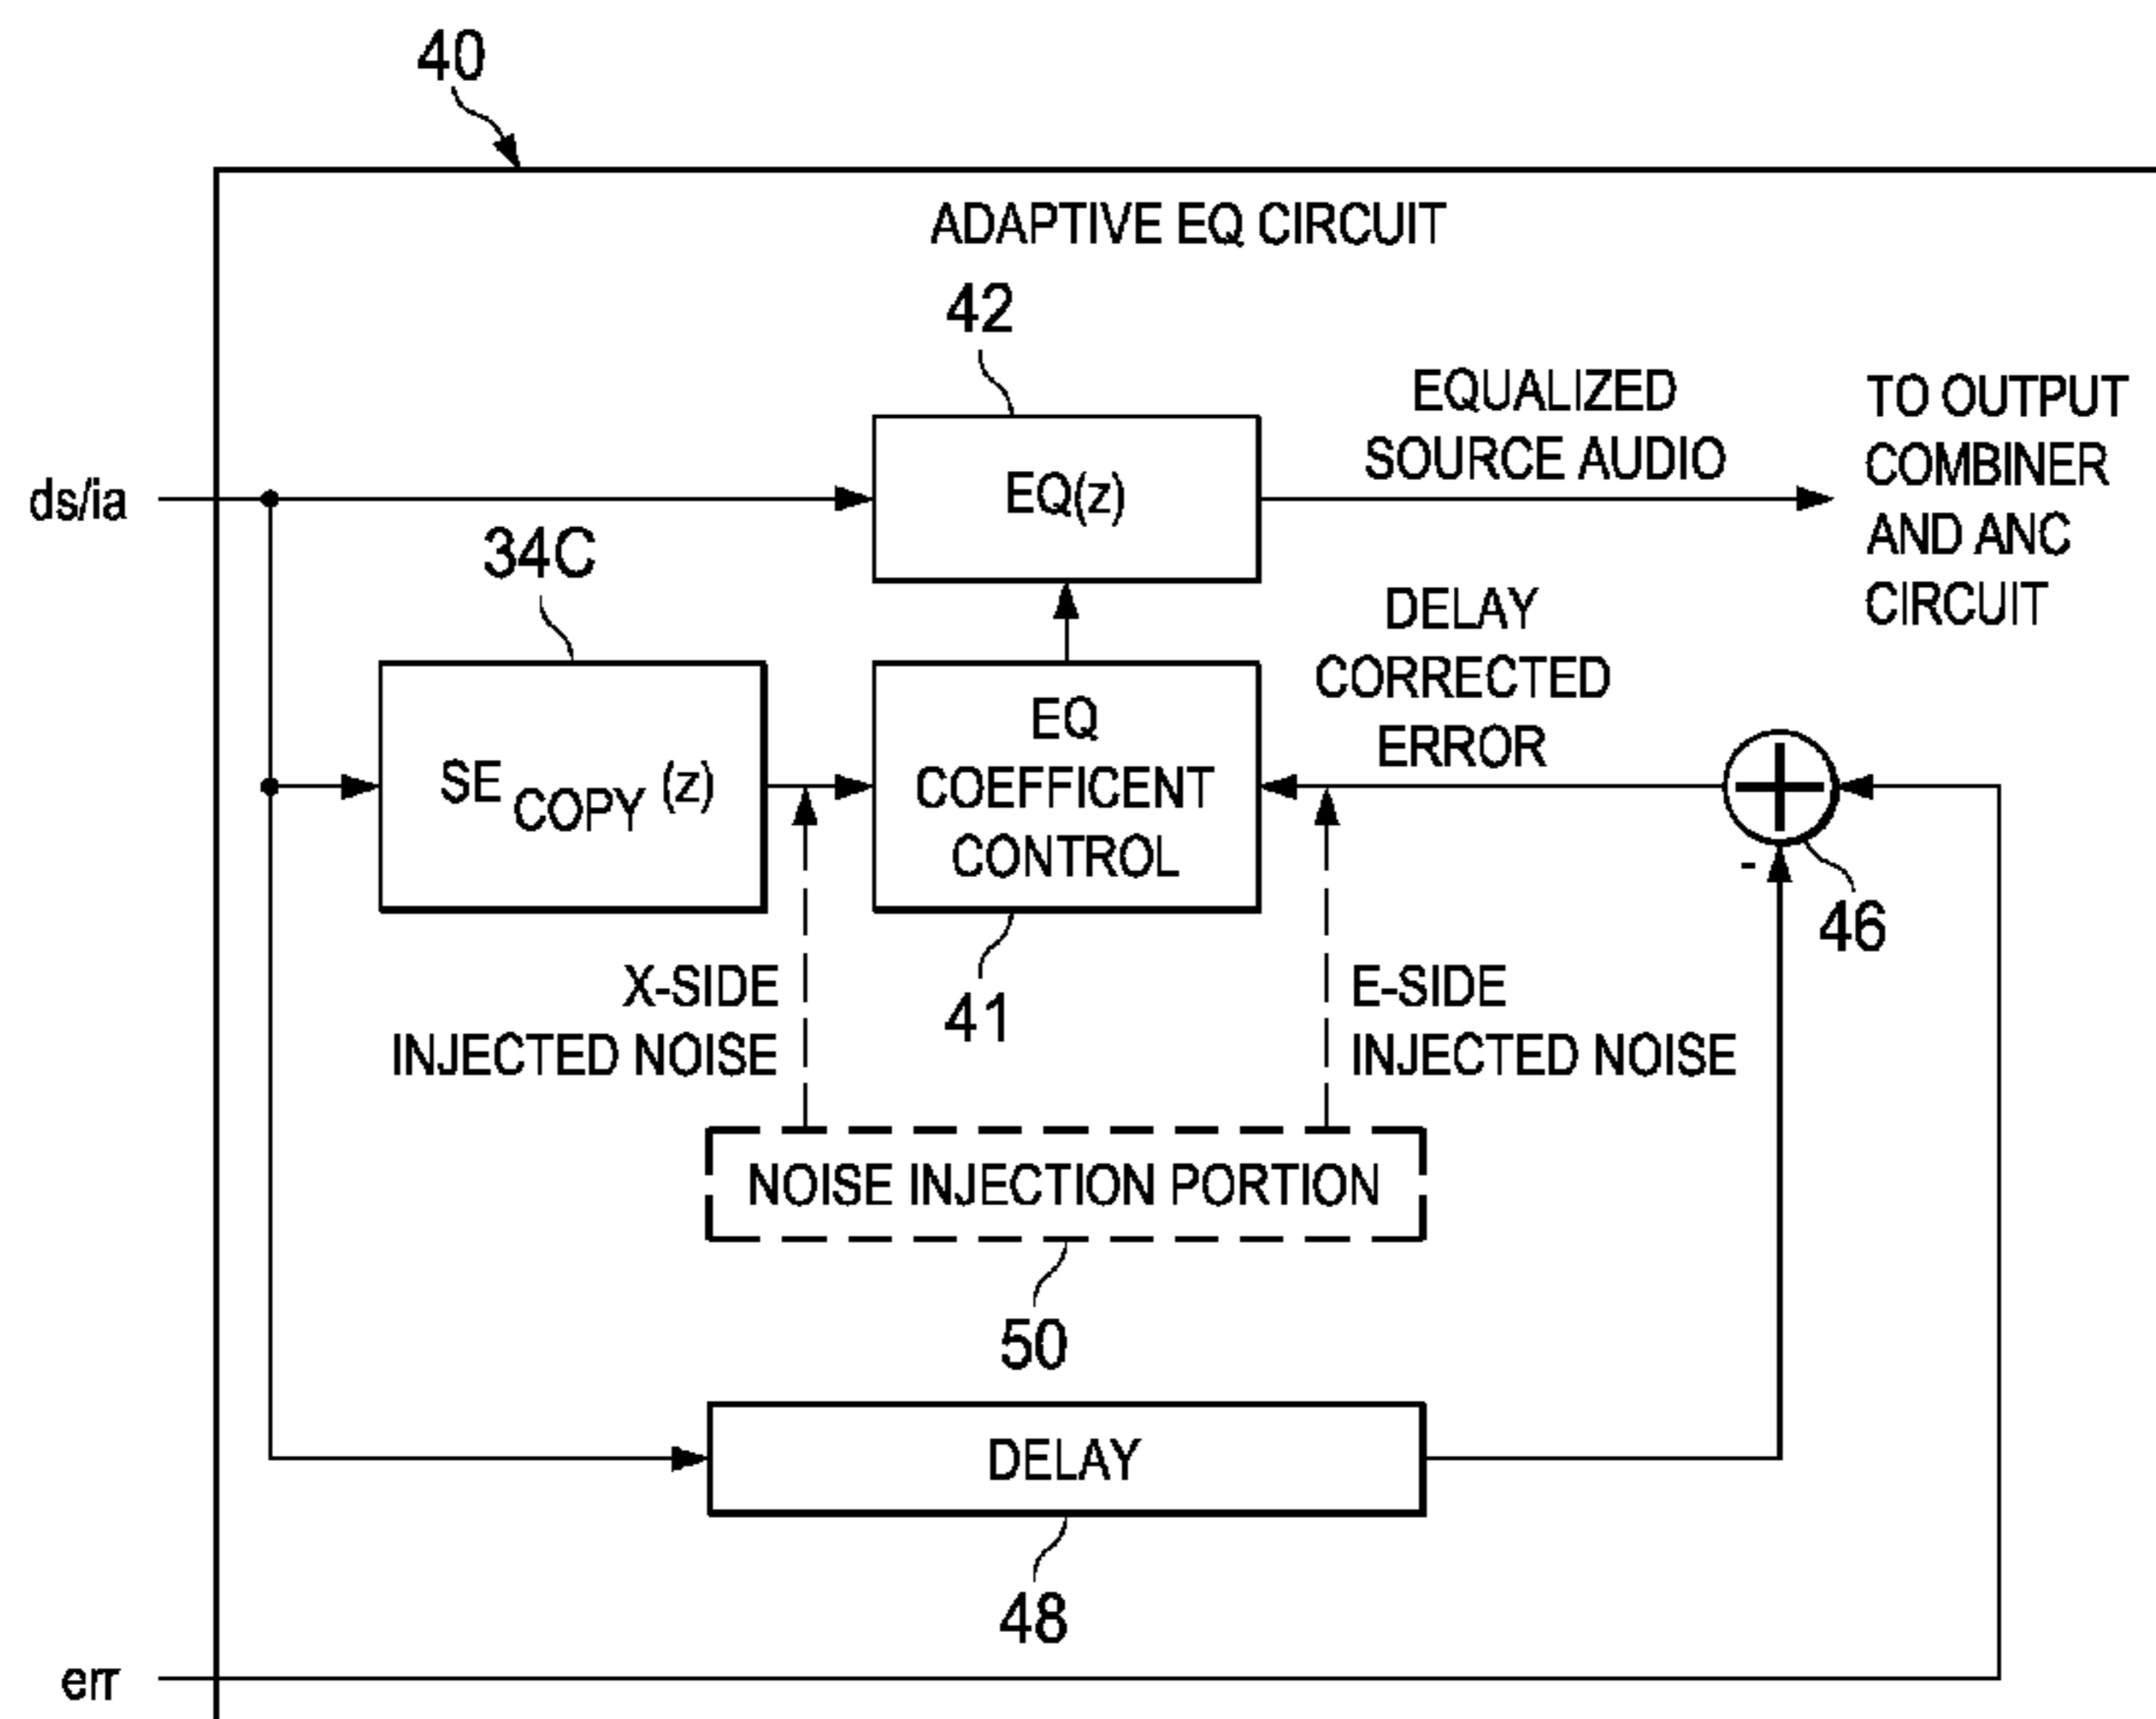 40
ADAPTIVE EQ CIRCUIT
42
EQUALIZED
SOURCE AUDIO
TO OUTPUT
COMBINER
AND ANC
CIRCUIT
ds/ia
EQ(z)
34C
DELAY
CORRECTED
ERROR
SE COPY (z)
EQ
COEFFICENT
CONTROL
-
46
X-SIDE
INJECTED NOISE
41
E-SIDE
INJECTED NOISE
NOISE INJECTION PORTION
50
DELAY
48
err